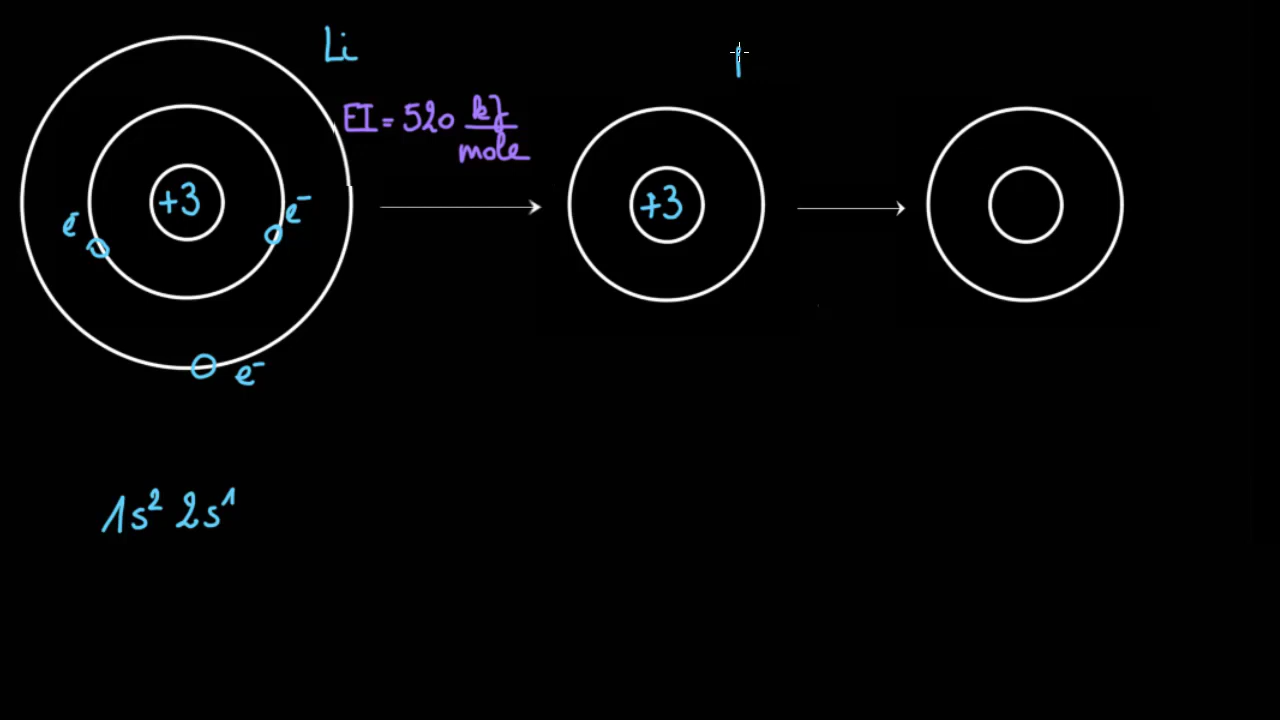 Li
EI = 520 kJ/mole
+3
e⁻
e⁻
e⁻
+3
1s² 2s¹